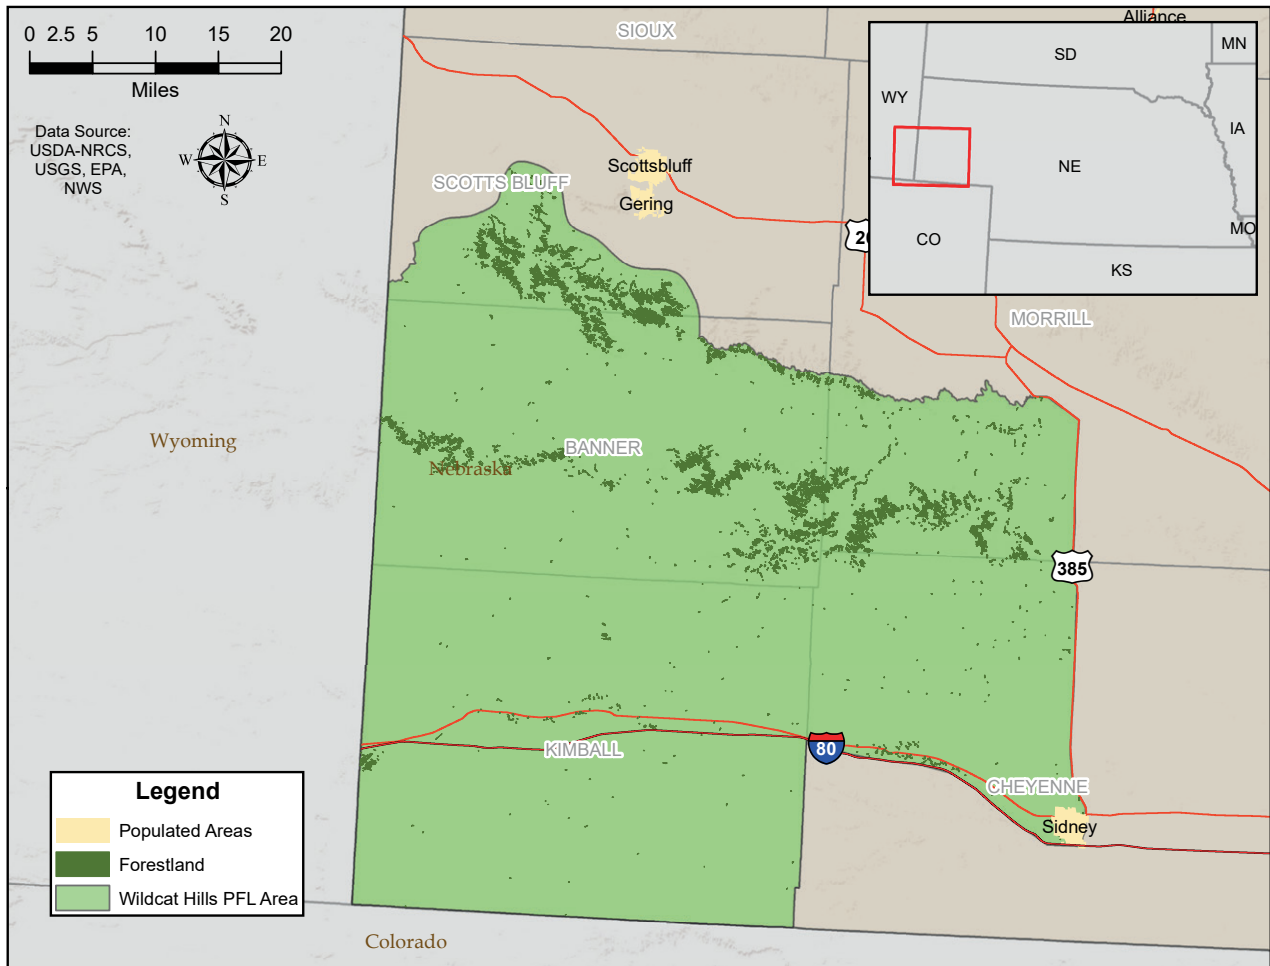 0 2.5 5 10 15 20
Miles
Data Source:
USDA-NRCS,
USGS, EPA,
NWS
N
W E
S
SIOUX
Alliance
SD
MN
WY
IA
NE
MO
CO
KS
Scottsbluff
SCOTTS BLUFF
Gering
26
MORRILL
Wyoming
BANNER
Nebraska
385
KIMBALL
80
CHEYENNE
Sidney
Legend
Populated Areas
Forestland
Wildcat Hills PFL Area
Colorado